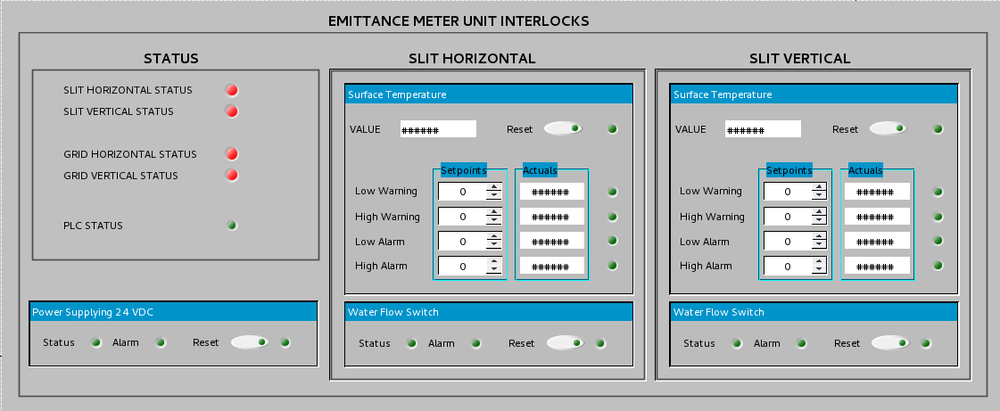 EMITTANCE METER UNIT INTERLOCKS
STATUS
SLIT HORIZONTAL STATUS
SLIT VERTICAL STATUS
GRID HORIZONTAL STATUS
GRID VERTICAL STATUS
PLC STATUS
Power Supplying 24 VDC
Status Alarm Reset
SLIT HORIZONTAL
Surface Temperature
VALUE ###### Reset
Setpoints Actuals
Low Warning 0 ######
High Warning 0 ######
Low Alarm 0 ######
High Alarm 0 ######
Water Flow Switch
Status Alarm Reset
SLIT VERTICAL
Surface Temperature
VALUE ###### Reset
Setpoints Actuals
Low Warning 0 ######
High Warning 0 ######
Low Alarm 0 ######
High Alarm 0 ######
Water Flow Switch
Status Alarm Reset